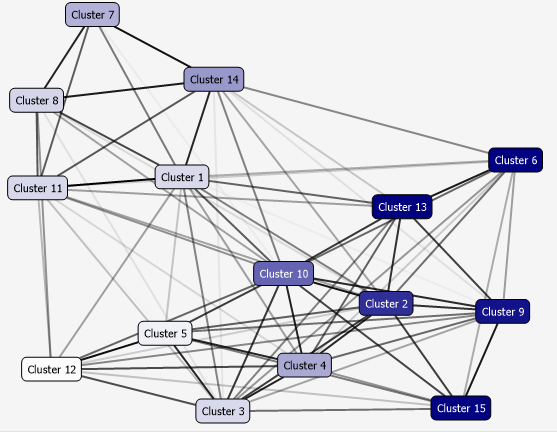 Cluster 7
Cluster 14
Cluster 8
Cluster 6
Cluster 1
Cluster 11
Cluster 13
Cluster 10
Cluster 2
Cluster 9
Cluster 5
Cluster 4
Cluster 12
Cluster 15
Cluster 3